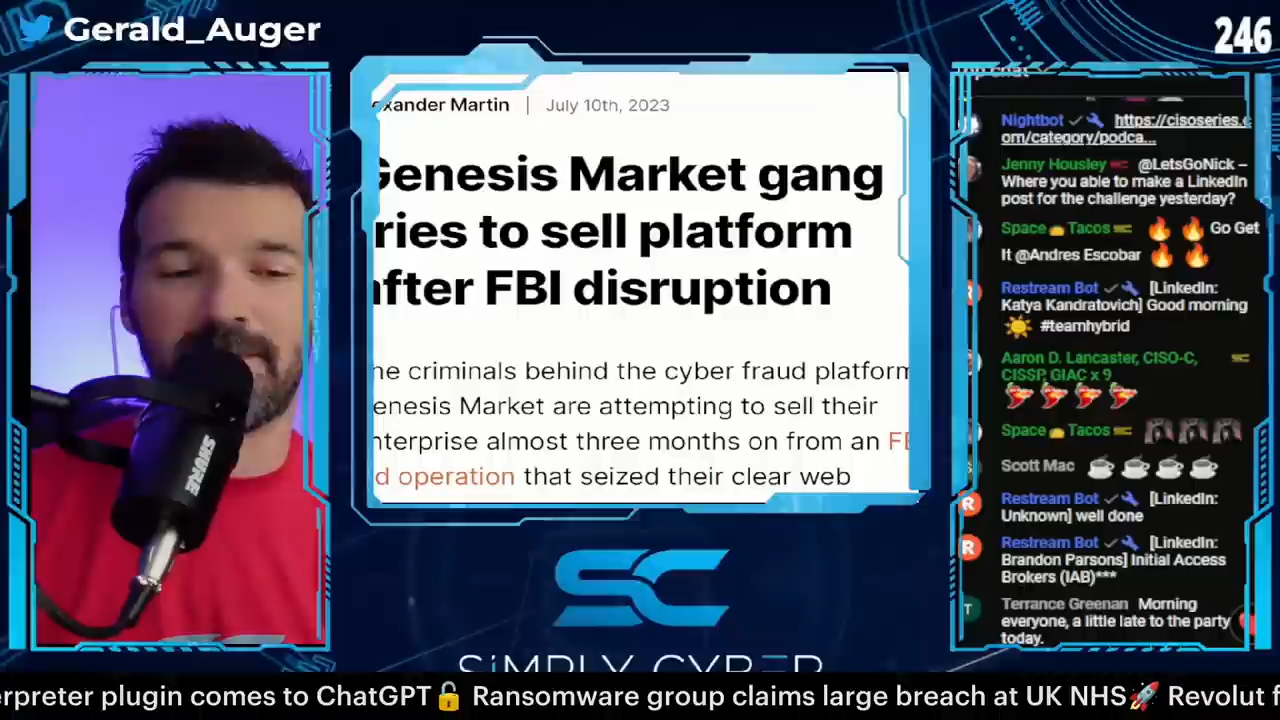 Gerald_Auger
246
exander Martin | July 10th, 2023
Genesis Market gang
ries to sell platform
after FBI disruption
he criminals behind the cyber fraud platform
enesis Market are attempting to sell their
nterprise almost three months on from an FB
d operation that seized their clear web
SC
SIMPLY CYBER
SHURE
Nightbot https://cisoseries.c
om/category/podca...
Jenny Housley @LetsGoNick –
Where you able to make a LinkedIn
post for the challenge yesterday?
Space Tacos Go Get
It @Andres Escobar
Restream Bot [LinkedIn:
Katya Kandratovich] Good morning
#teamhybrid
Aaron D. Lancaster, CISO-C,
CISSP, GIAC x 9
Space Tacos
Scott Mac
Restream Bot [LinkedIn:
Unknown] well done
Restream Bot [LinkedIn:
Brandon Parsons] Initial Access
Brokers (IAB)***
Terrance Greenan Morning
everyone, a little late to the party
today.
erpreter plugin comes to ChatGPT🔓 Ransomware group claims large breach at UK NHS🚀 Revolut f